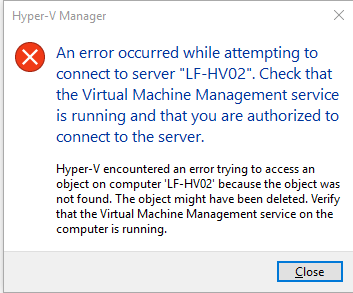 Hyper-V Manager
An error occurred while attempting to
connect to server "LF-HV02". Check that
the Virtual Machine Management service
is running and that you are authorized to
connect to the server.
Hyper-V encountered an error trying to access an
object on computer 'LF-HV02' because the object was
not found. The object might have been deleted. Verify
that the Virtual Machine Management service on the
computer is running.
Close